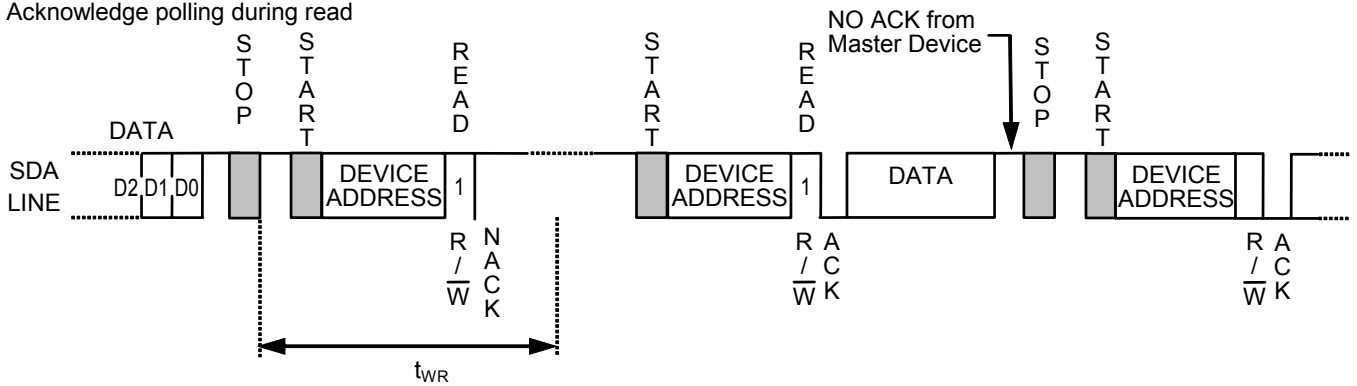 Acknowledge polling during read
NO ACK from
Master Device
STOP
START
READ
START
READ
STOP
START
DATA
SDA
LINE
D2 D1 D0
DEVICE
ADDRESS
1
DEVICE
ADDRESS
1
DATA
DEVICE
ADDRESS
R/W
NACK
R/W
ACK
R/W
ACK
tWR